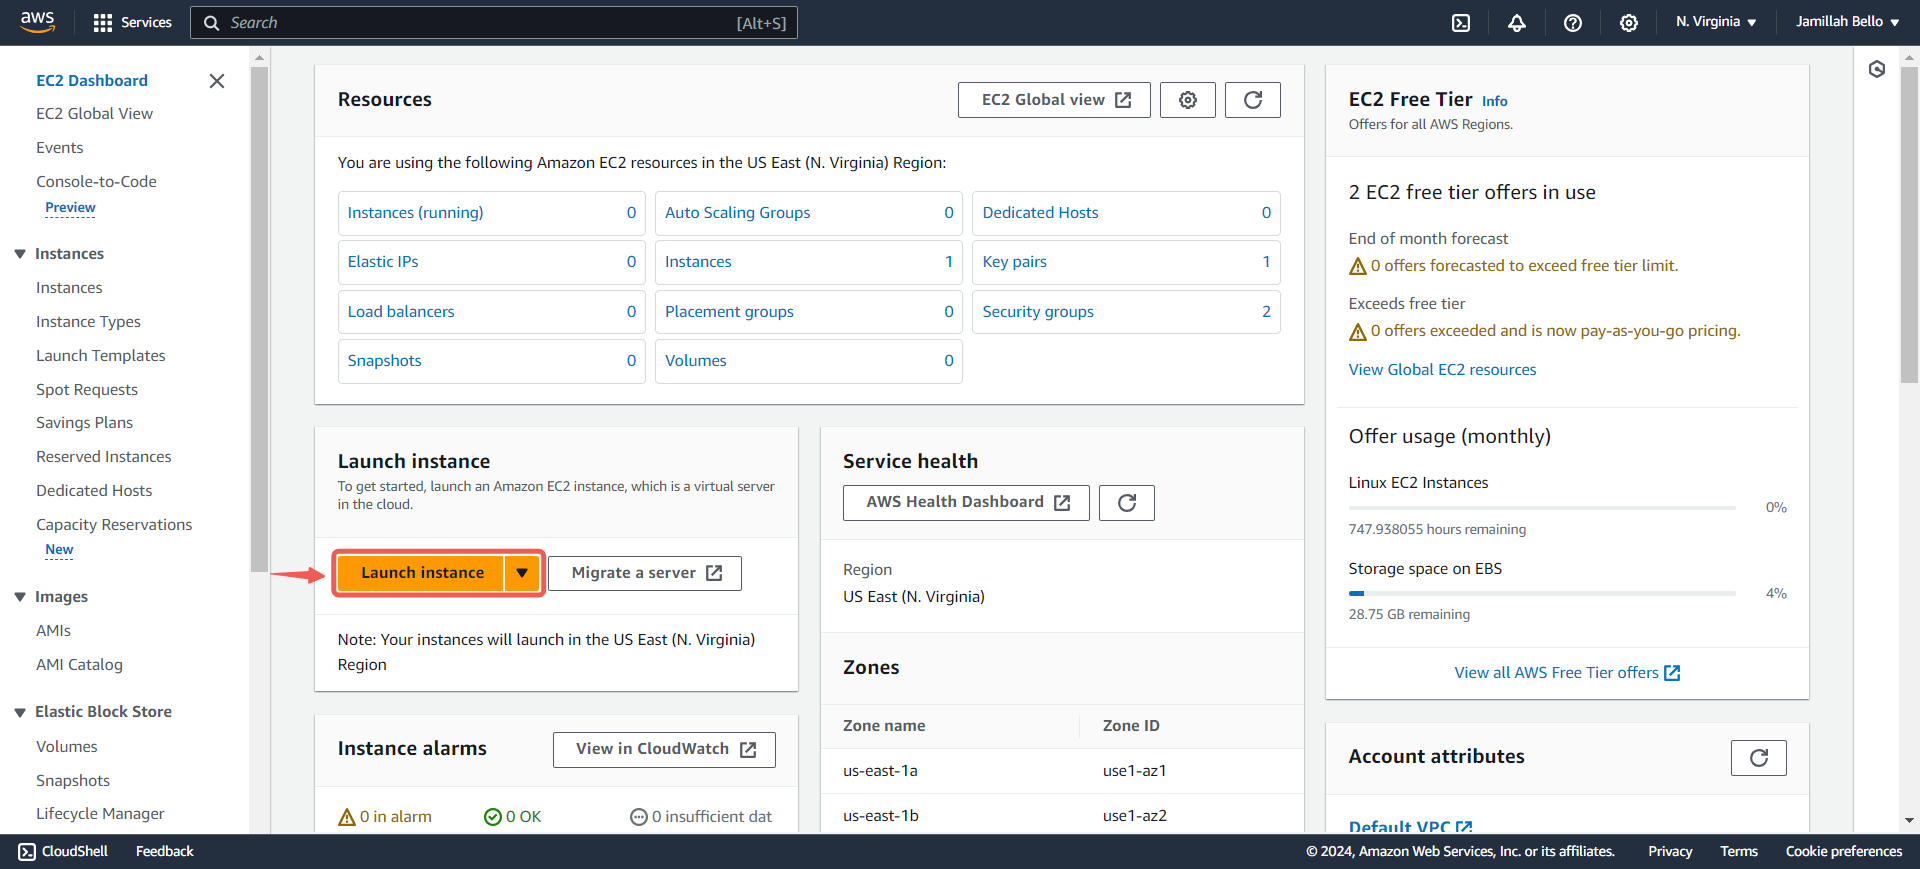 aws
Services
Search
[Alt+S]
N. Virginia
Jamillah Bello
EC2 Dashboard
EC2 Global View
Events
Console-to-Code
Preview
Instances
Instances
Instance Types
Launch Templates
Spot Requests
Savings Plans
Reserved Instances
Dedicated Hosts
Capacity Reservations
New
Images
AMIs
AMI Catalog
Elastic Block Store
Volumes
Snapshots
Lifecycle Manager
Resources
EC2 Global view
You are using the following Amazon EC2 resources in the US East (N. Virginia) Region:
Instances (running) 0
Auto Scaling Groups 0
Dedicated Hosts 0
Elastic IPs 0
Instances 1
Key pairs 1
Load balancers 0
Placement groups 0
Security groups 2
Snapshots 0
Volumes 0
Launch instance
To get started, launch an Amazon EC2 instance, which is a virtual server
in the cloud.
Launch instance
Migrate a server
Note: Your instances will launch in the US East (N. Virginia)
Region
Instance alarms
View in CloudWatch
0 in alarm
0 OK
0 insufficient dat
Service health
AWS Health Dashboard
Region
US East (N. Virginia)
Zones
Zone name
Zone ID
us-east-1a
use1-az1
us-east-1b
use1-az2
EC2 Free Tier Info
Offers for all AWS Regions.
2 EC2 free tier offers in use
End of month forecast
0 offers forecasted to exceed free tier limit.
Exceeds free tier
0 offers exceeded and is now pay-as-you-go pricing.
View Global EC2 resources
Offer usage (monthly)
Linux EC2 Instances
0%
747.938055 hours remaining
Storage space on EBS
4%
28.75 GB remaining
View all AWS Free Tier offers
Account attributes
Default VPC
CloudShell
Feedback
© 2024, Amazon Web Services, Inc. or its affiliates.
Privacy
Terms
Cookie preferences